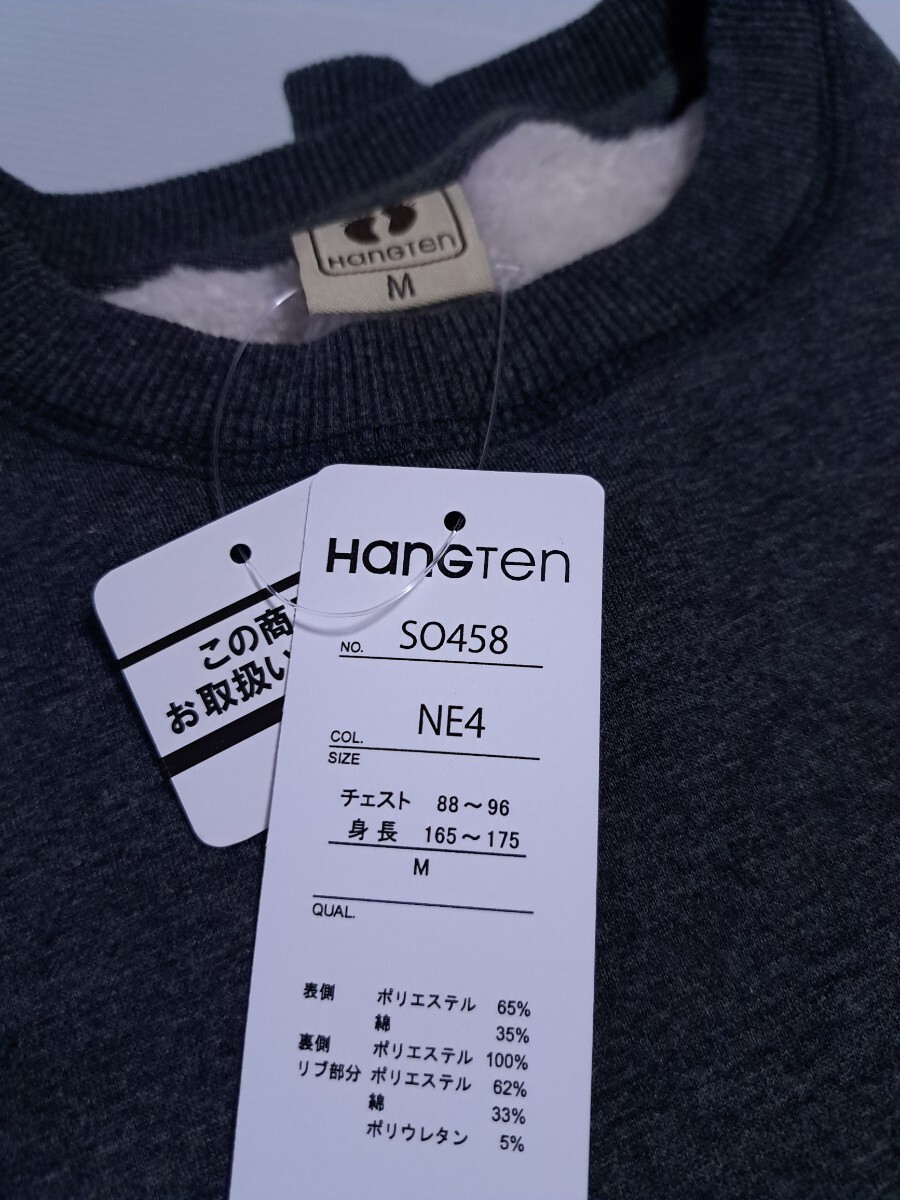 HANGTEN
M
HANGTEN
NO. SO458
COL. NE4
SIZE
チェスト 88～96
身長 165～175
M
QUAL.
表側 ポリエステル 65%
綿 35%
裏側 ポリエステル 100%
リブ部分 ポリエステル 62%
綿 33%
ポリウレタン 5%
この商
お取扱い